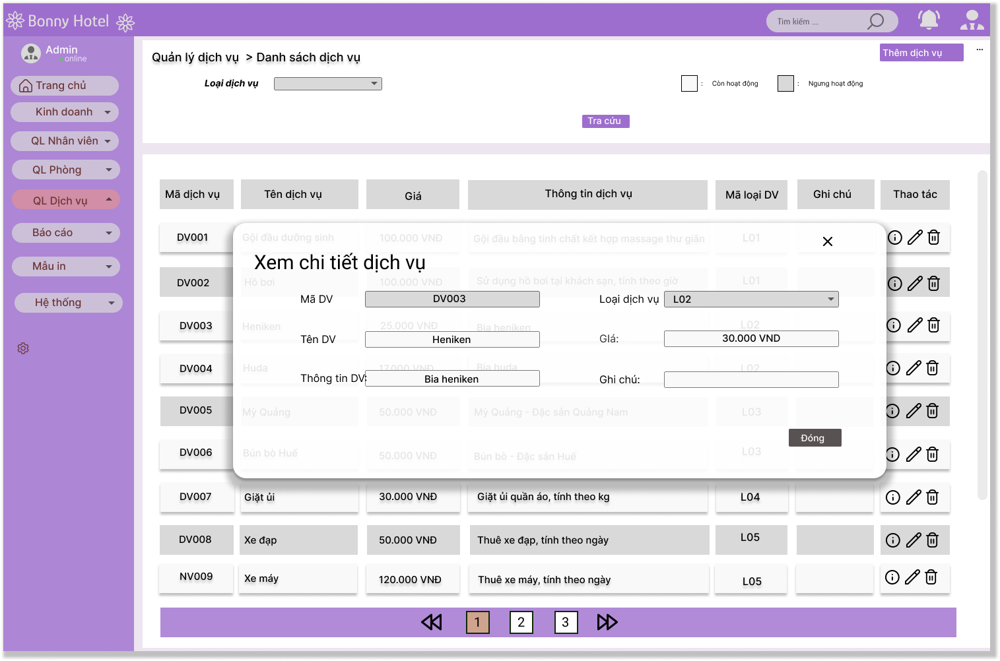 Bonny Hotel
Tìm kiếm ....
Admin
online
Trang chủ
Kinh doanh
QL Nhân viên
QL Phòng
QL Dịch vụ
Báo cáo
Mẫu in
Hệ thống
Quản lý dịch vụ > Danh sách dịch vụ
Thêm dịch vụ
...
Loại dịch vụ
: Còn hoạt động
: Ngưng hoạt động
Tra cứu
Mã dịch vụ Tên dịch vụ Giá Thông tin dịch vụ Mã loại DV Ghi chú Thao tác
DV001 Gội đầu dưỡng sinh 100.000 VNĐ Gội đầu bằng tinh chất kết hợp massage thư giãn L01
DV002 Hồ bơi 100.000 VNĐ Sử dụng hồ bơi tại khách sạn, tính theo giờ L01
DV003 Heniken 25.000 VNĐ Bia heniken L02
DV004 Huda 17.000 VNĐ Bia huda L02
DV005 Mỳ Quảng 50.000 VNĐ Mỳ Quảng - Đặc sản Quảng Nam L03
DV006 Bún bò Huế 50.000 VNĐ Bún bò - Đặc sản Huế L03
Xem chi tiết dịch vụ
Mã DV DV003 Loại dịch vụ L02
Tên DV Heniken GIá: 30.000 VND
Thông tin DV: Bia heniken Ghi chú:
Đóng
DV007 Giặt ủi 30.000 VNĐ Giặt ủi quần áo, tính theo kg L04
DV008 Xe đạp 50.000 VNĐ Thuê xe đạp, tính theo ngày L05
NV009 Xe máy 120.000 VNĐ Thuê xe máy, tính theo ngày L05
1 2 3